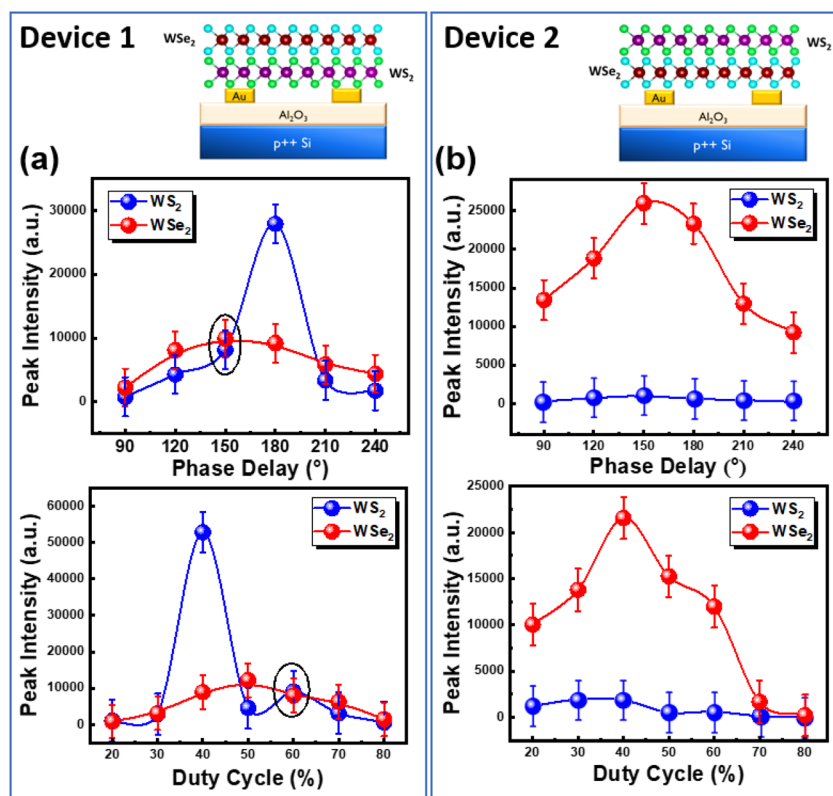 Device 1
WSe₂
WS₂
Au
Al₂O₃
p++ Si
(a)
WS₂
WSe₂
30000
20000
10000
0
Peak Intensity (a.u.)
90 120 150 180 210 240
Phase Delay (°)
WS₂
WSe₂
60000
50000
40000
30000
20000
10000
0
Peak Intensity (a.u.)
20 30 40 50 60 70 80
Duty Cycle (%)
Device 2
WS₂
WSe₂
Au
Al₂O₃
p++ Si
(b)
WS₂
WSe₂
25000
20000
15000
10000
5000
0
Peak Intensity (a.u.)
90 120 150 180 210 240
Phase Delay (°)
WS₂
WSe₂
25000
20000
15000
10000
5000
0
Peak Intensity (a.u.)
20 30 40 50 60 70 80
Duty Cycle (%)